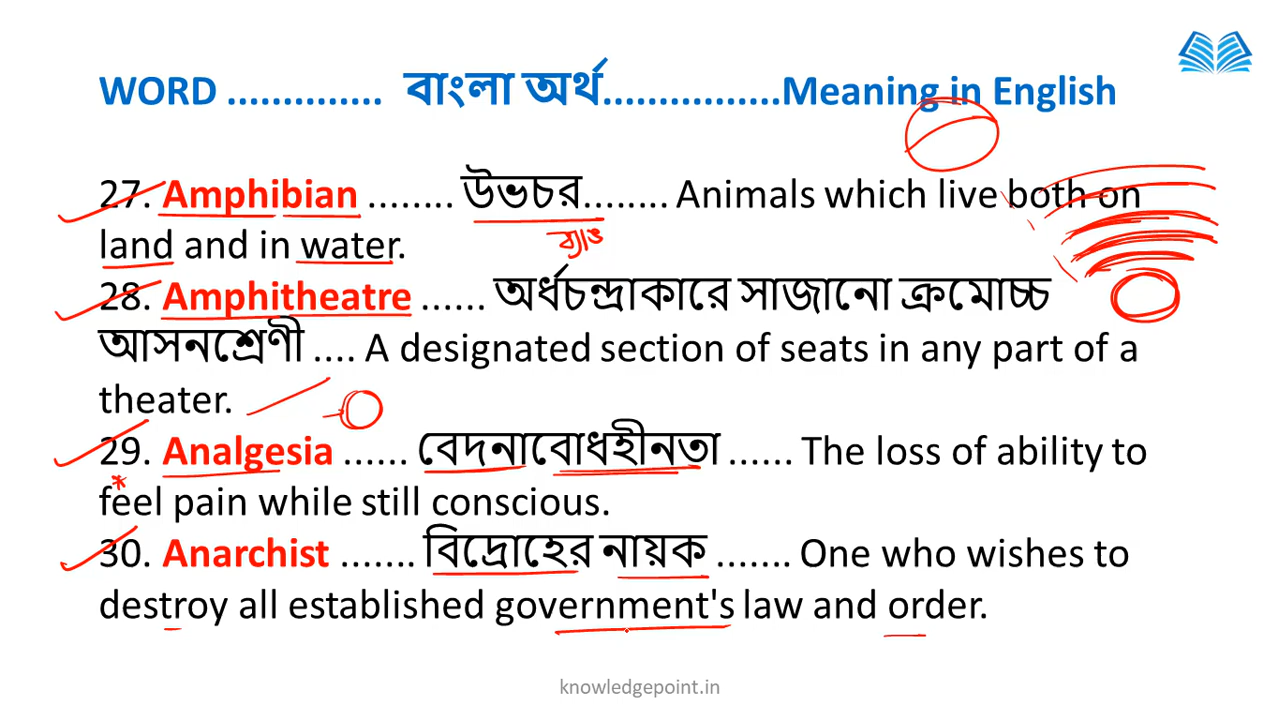 WORD .............. বাংলা অর্থ................Meaning in English
27. Amphibian ........ উভচর........ Animals which live both on
ব্যাঙ
land and in water.
28. Amphitheatre ...... অর্ধচন্দ্রাকারে সাজানো ক্রমোচ্চ
আসনশ্রেণী .... A designated section of seats in any part of a
theater.
29. Analgesia ...... বেদনাবোধহীনতা ...... The loss of ability to
feel pain while still conscious.
30. Anarchist ....... বিদ্রোহের নায়ক ....... One who wishes to
destroy all established government's law and order.
knowledgepoint.in